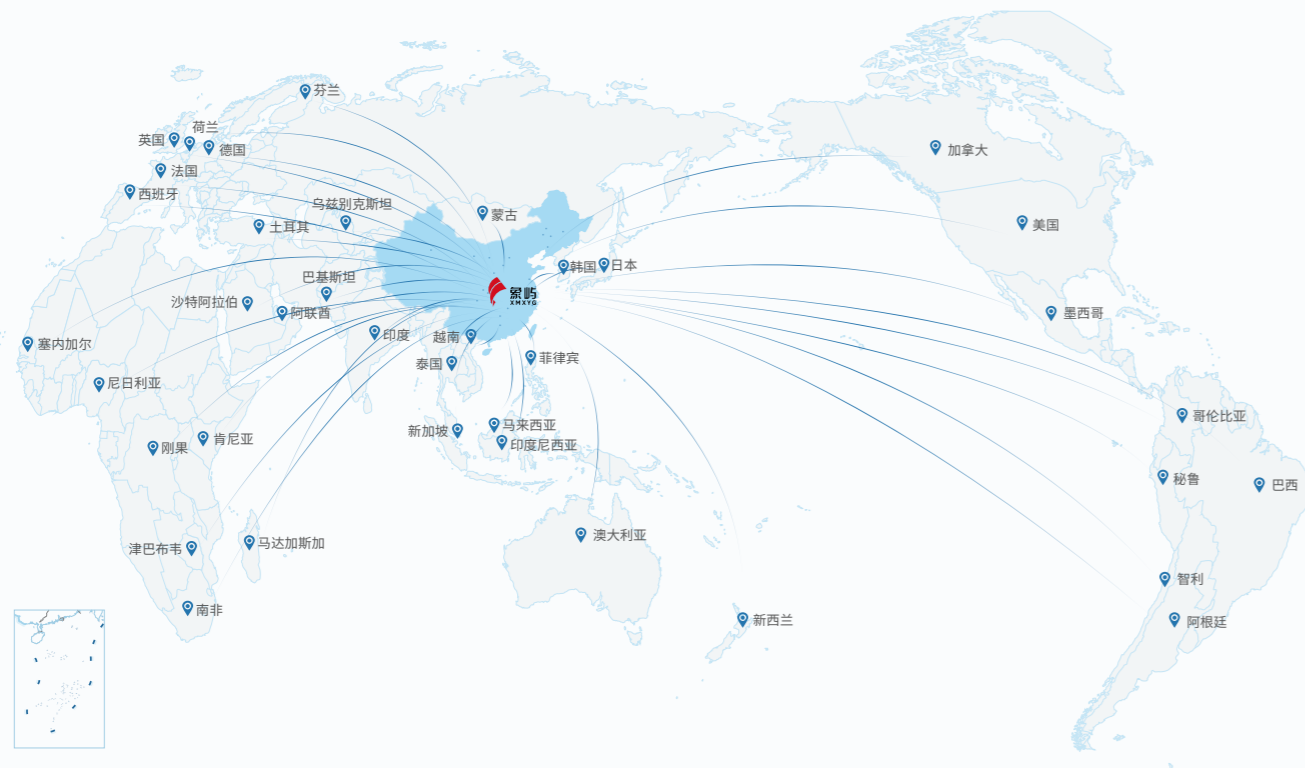 芬兰
荷兰
英国
德国
加拿大
法国
西班牙
乌兹别克斯坦
蒙古
土耳其
美国
韩国
日本
巴基斯坦
象屿
XMXYG
沙特阿拉伯
阿联酋
墨西哥
印度
越南
塞内加尔
菲律宾
泰国
尼日利亚
哥伦比亚
马来西亚
新加坡
肯尼亚
印度尼西亚
刚果
秘鲁
巴西
澳大利亚
马达加斯加
津巴布韦
智利
南非
新西兰
阿根廷